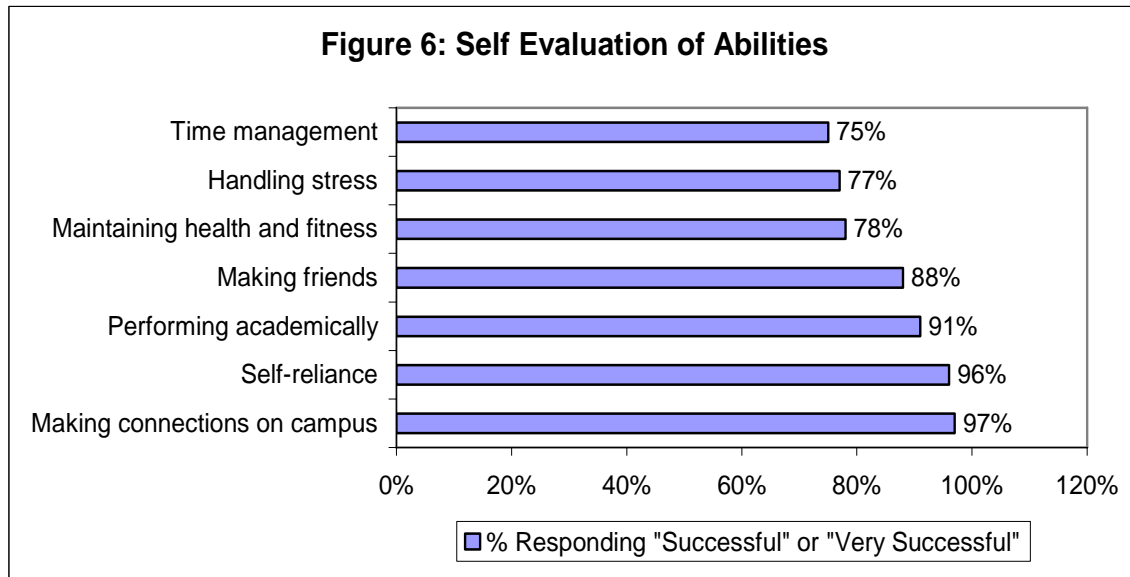 Figure 6: Self Evaluation of Abilities
Time management 75%
Handling stress 77%
Maintaining health and fitness 78%
Making friends 88%
Performing academically 91%
Self-reliance 96%
Making connections on campus 97%
0% 20% 40% 60% 80% 100% 120%
% Responding "Successful" or "Very Successful"